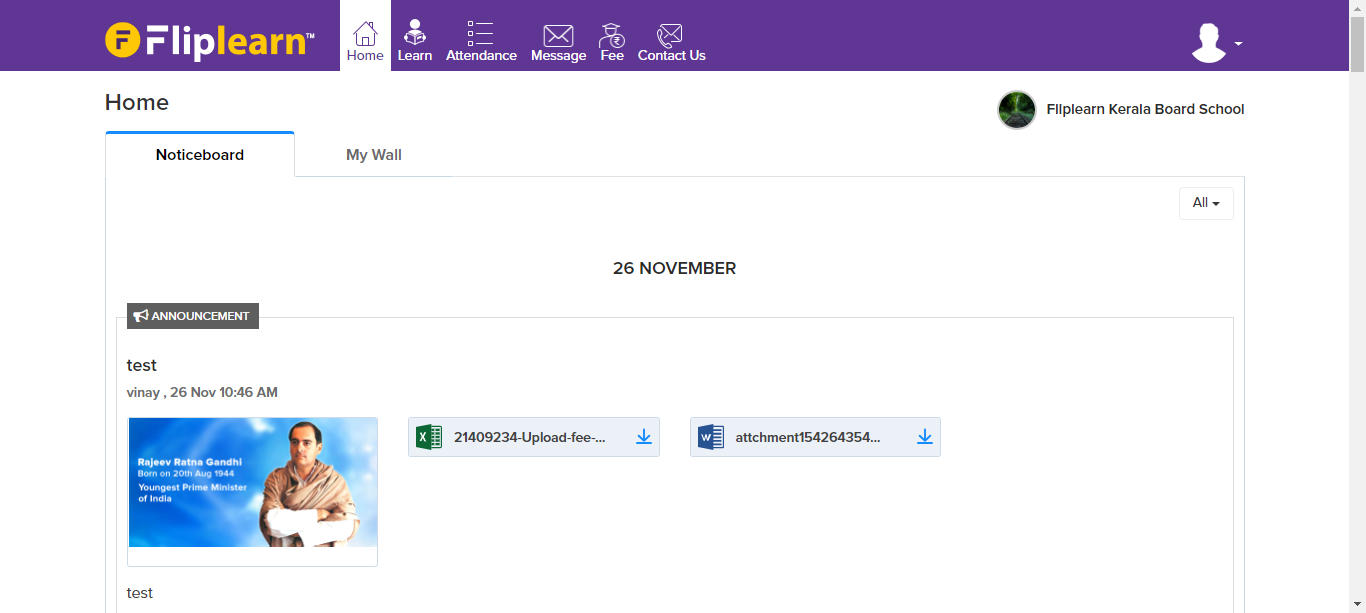 Fliplearn™
Home
Learn
Attendance
Message
Fee
Contact Us
Home
Fliplearn Kerala Board School
Noticeboard
My Wall
All
26 NOVEMBER
ANNOUNCEMENT
test
vinay , 26 Nov 10:46 AM
Rajeev Ratna Gandhi
Born on 20th Aug 1944
Youngest Prime Minister
of India
21409234-Upload-fee-...
attchment154264354...
test